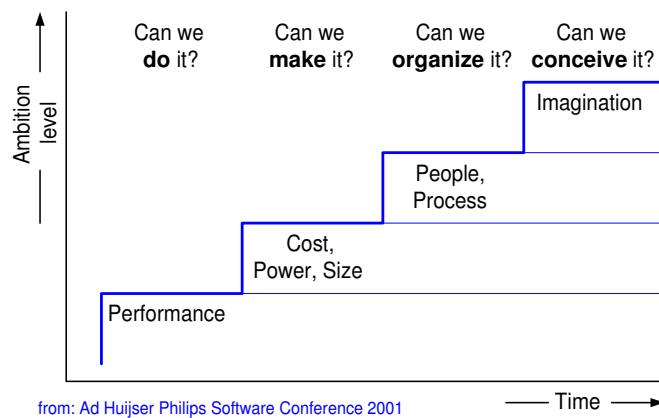 Can we
do it?
Can we
make it?
Can we
organize it?
Can we
conceive it?
Ambition
level
Imagination
People,
Process
Cost,
Power, Size
Performance
from: Ad Huijser Philips Software Conference 2001
Time